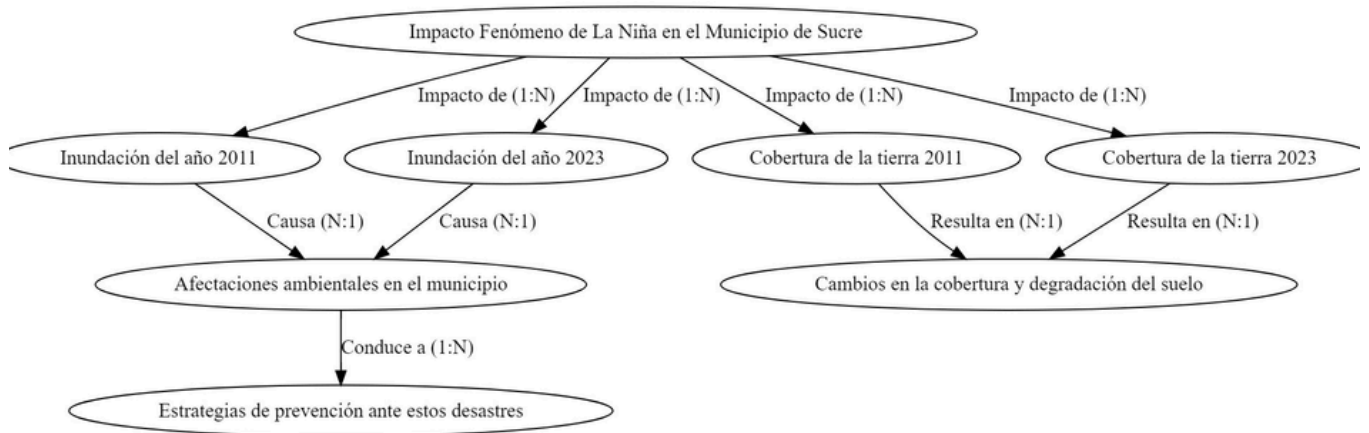 Impacto Fenómeno de La Niña en el Municipio de Sucre
Impacto de (1:N)
Impacto de (1:N)
Impacto de (1:N)
Impacto de (1:N)
Inundación del año 2011
Inundación del año 2023
Cobertura de la tierra 2011
Cobertura de la tierra 2023
Causa (N:1)
Causa (N:1)
Resulta en (N:1)
Resulta en (N:1)
Afectaciones ambientales en el municipio
Cambios en la cobertura y degradación del suelo
Conduce a (1:N)
Estrategias de prevención ante estos desastres